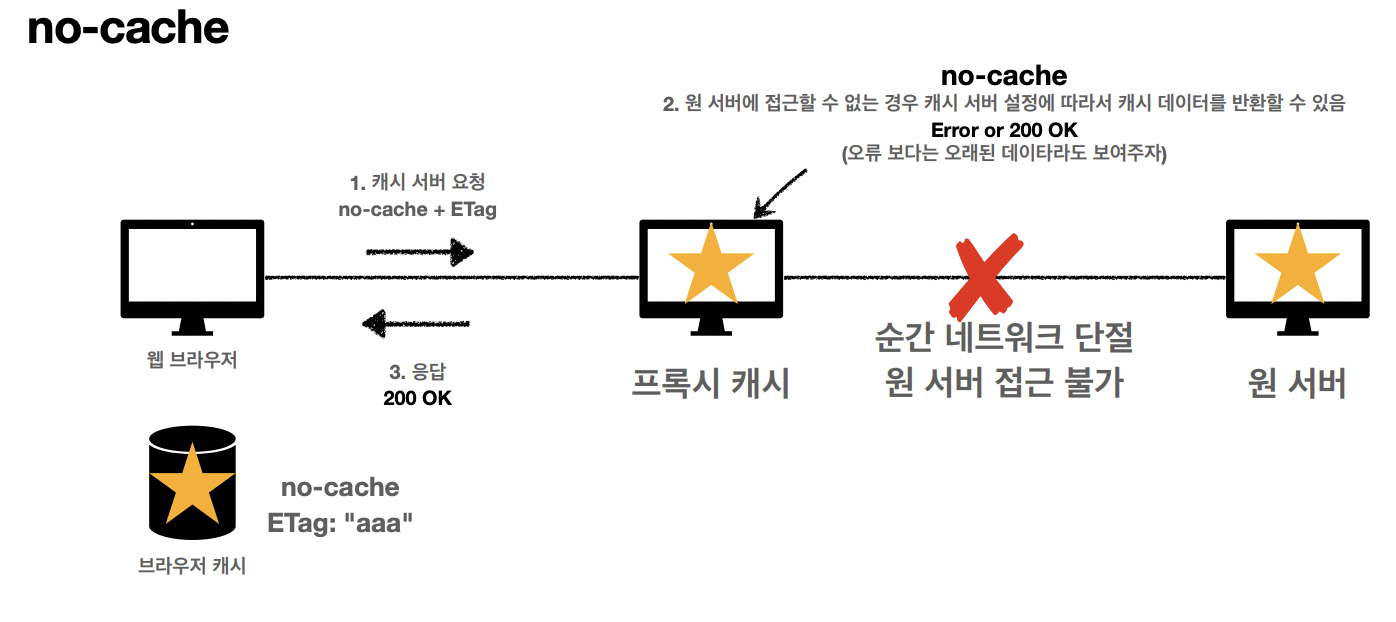 no-cache
no-cache
2. 원 서버에 접근할 수 없는 경우 캐시 서버 설정에 따라서 캐시 데이터를 반환할 수 있음
Error or 200 OK
(오류 보다는 오래된 데이타라도 보여주자)
1. 캐시 서버 요청
no-cache + ETag
웹 브라우저
3. 응답
200 OK
프록시 캐시
순간 네트워크 단절
원 서버 접근 불가
원 서버
no-cache
ETag: "aaa"
브라우저 캐시